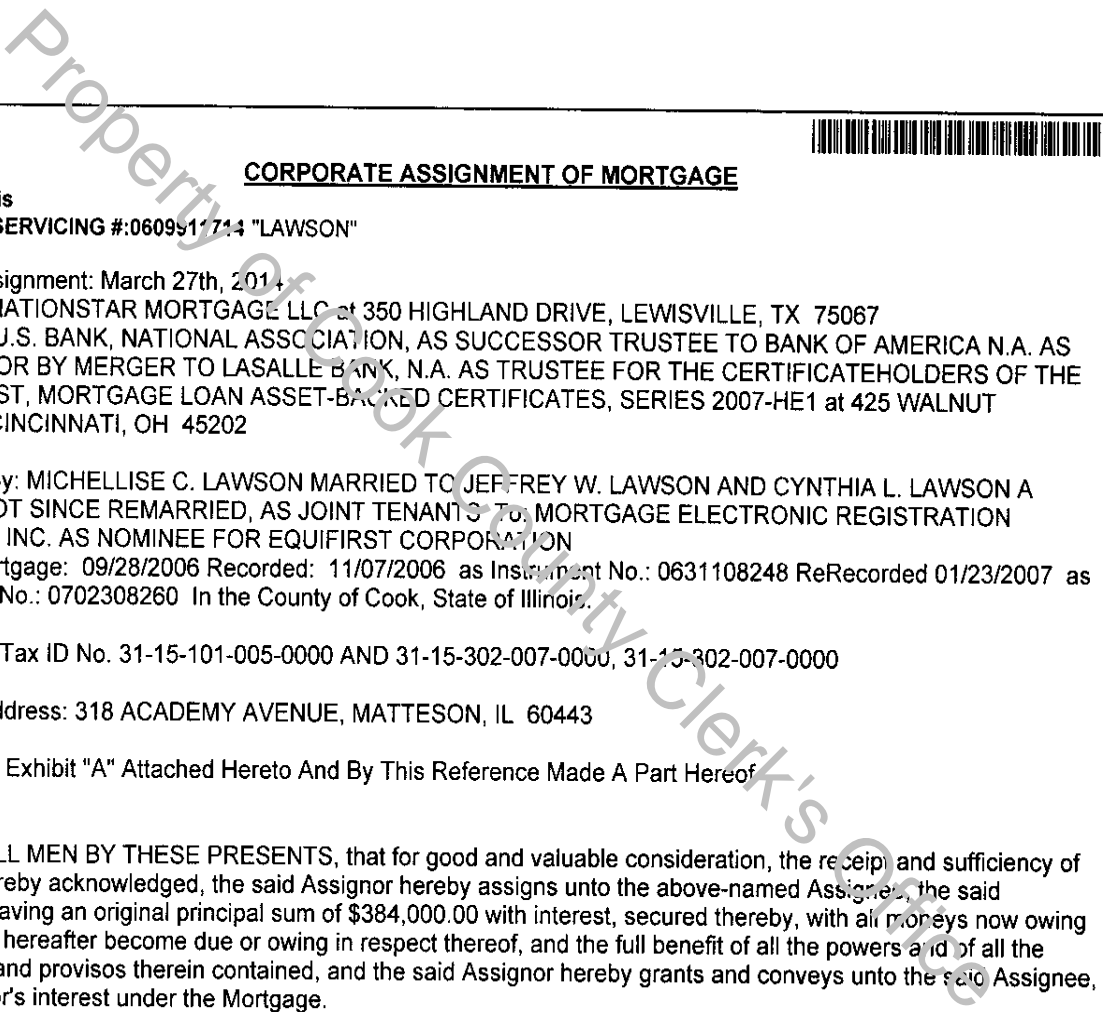 Property of Cook County Clerk's Office
CORPORATE ASSIGNMENT OF MORTGAGE
is
SERVICING #:0609911714 "LAWSON"
signment: March 27th, 2014
NATIONSTAR MORTGAGE LLC at 350 HIGHLAND DRIVE, LEWISVILLE, TX 75067
U.S. BANK, NATIONAL ASSOCIATION, AS SUCCESSOR TRUSTEE TO BANK OF AMERICA N.A. AS
OR BY MERGER TO LASALLE BANK, N.A. AS TRUSTEE FOR THE CERTIFICATEHOLDERS OF THE
ST, MORTGAGE LOAN ASSET-BACKED CERTIFICATES, SERIES 2007-HE1 at 425 WALNUT
CINCINNATI, OH 45202
y: MICHELLISE C. LAWSON MARRIED TO JEFFREY W. LAWSON AND CYNTHIA L. LAWSON A
OT SINCE REMARRIED, AS JOINT TENANTS To: MORTGAGE ELECTRONIC REGISTRATION
INC. AS NOMINEE FOR EQUIFIRST CORPORATION
rtgage: 09/28/2006 Recorded: 11/07/2006 as Instrument No.: 0631108248 ReRecorded 01/23/2007 as
No.: 0702308260 In the County of Cook, State of Illinois.
Tax ID No. 31-15-101-005-0000 AND 31-15-302-007-0000, 31-15-302-007-0000
ddress: 318 ACADEMY AVENUE, MATTESON, IL 60443
Exhibit "A" Attached Hereto And By This Reference Made A Part Hereof
LL MEN BY THESE PRESENTS, that for good and valuable consideration, the receipt and sufficiency of
reby acknowledged, the said Assignor hereby assigns unto the above-named Assignee, the said
aving an original principal sum of $384,000.00 with interest, secured thereby, with all moneys now owing
hereafter become due or owing in respect thereof, and the full benefit of all the powers and of all the
and provisos therein contained, and the said Assignor hereby grants and conveys unto the said Assignee,
r's interest under the Mortgage.